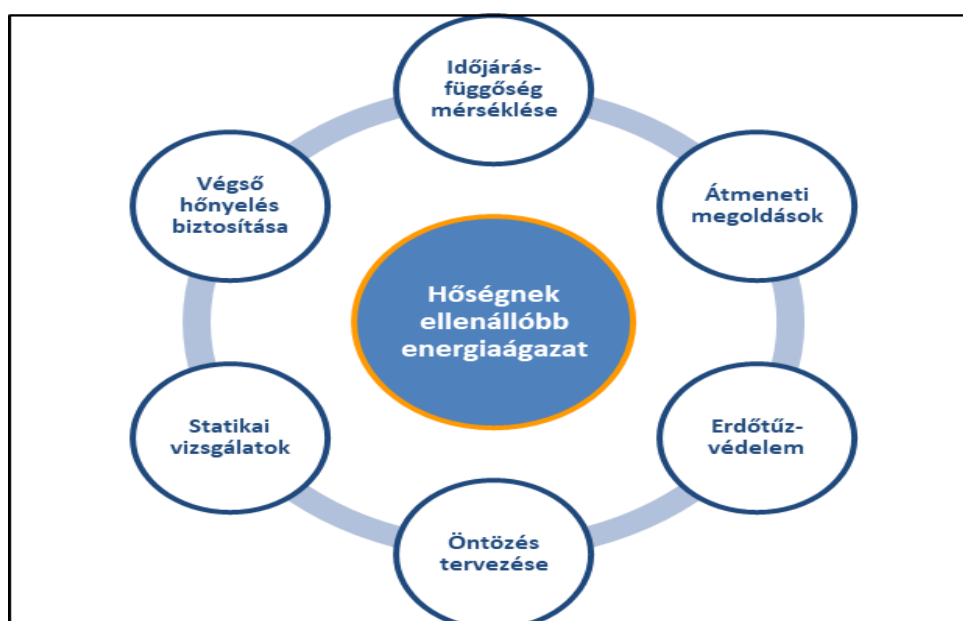 Időjárás-
függőség
mérséklése
Átmeneti
megoldások
Erdőtűz-
védelem
Öntözés
tervezése
Statikai
vizsgálatok
Végső
hőnyelés
biztosítása
Hőségnek
ellenállóbb
energiaágazat